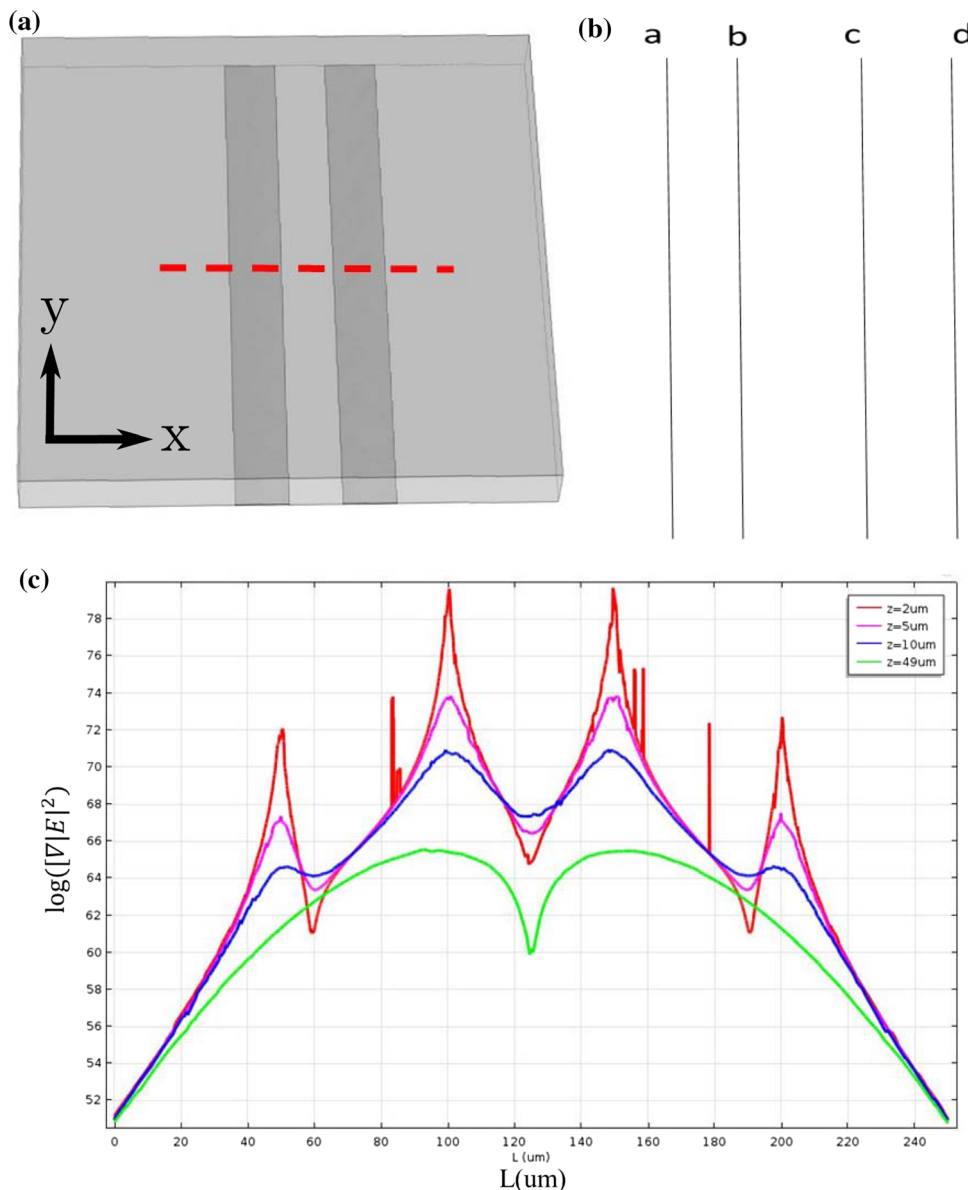 (a)
y
x
(b)
a b c d
(c)
log([∇|E|²)
78
76
74
72
70
68
66
64
62
60
58
56
54
52
z=2um
z=5um
z=10um
z=49um
0 20 40 60 80 100 120 140 160 180 200 220 240
L (um)
L(um)